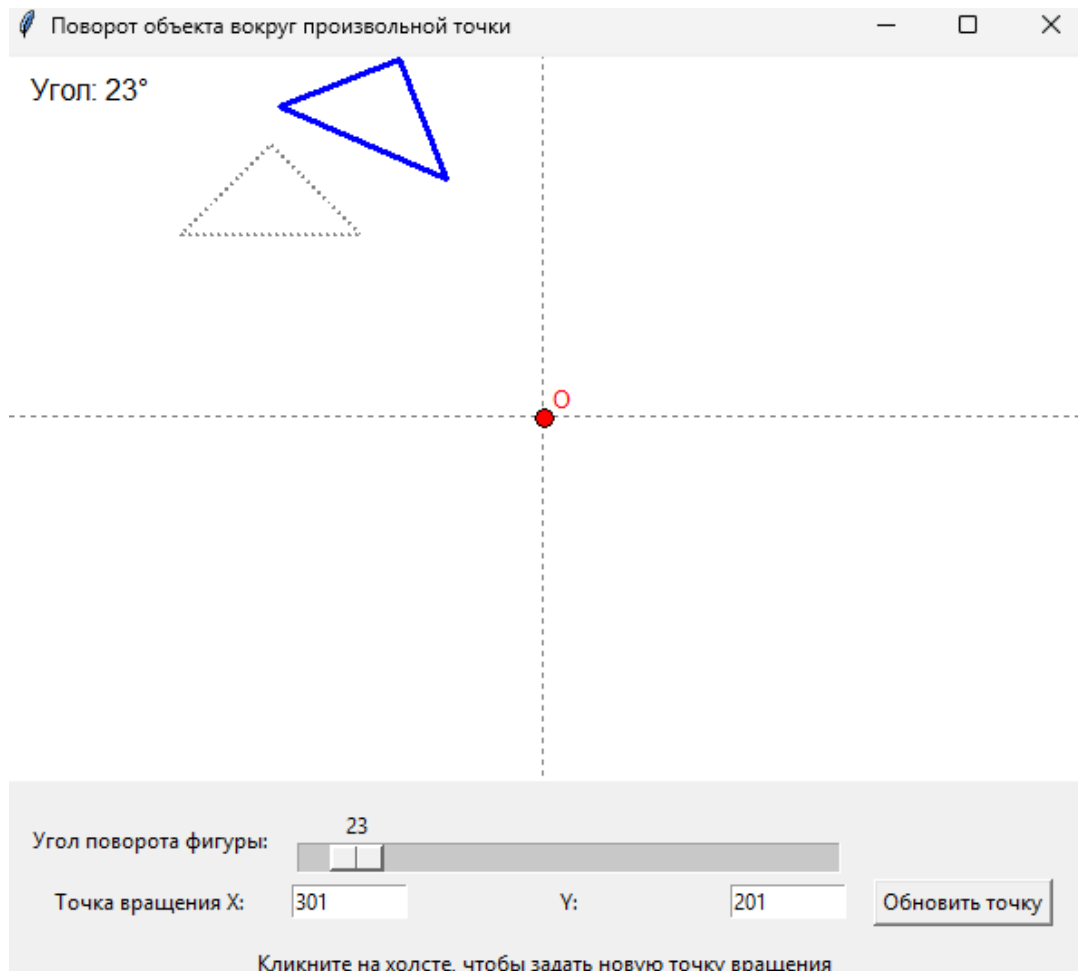 Поворот объекта вокруг произвольной точки
Угол: 23°
O
23
Угол поворота фигуры:
Точка вращения X: 301 Y: 201 Обновить точку
Кликните на холсте, чтобы задать новую точку вращения